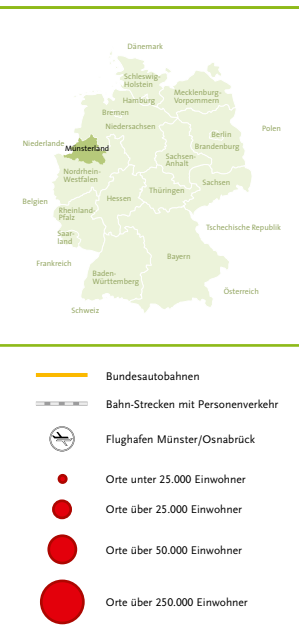 Dänemark
Schleswig-
Holstein
Mecklenburg-
Vorpommern
Hamburg
Bremen
Niedersachsen
Berlin
Polen
Niederlande
Münsterland
Brandenburg
Sachsen-
Anhalt
Nordrhein-
Westfalen
Sachsen
Thüringen
Hessen
Belgien
Rheinland-
Pfalz
Tschechische Republik
Saar-
land
Bayern
Frankreich
Baden-
Württemberg
Österreich
Schweiz
Bundesautobahnen
Bahn-Strecken mit Personenverkehr
Flughafen Münster/Osnabrück
Orte unter 25.000 Einwohner
Orte über 25.000 Einwohner
Orte über 50.000 Einwohner
Orte über 250.000 Einwohner